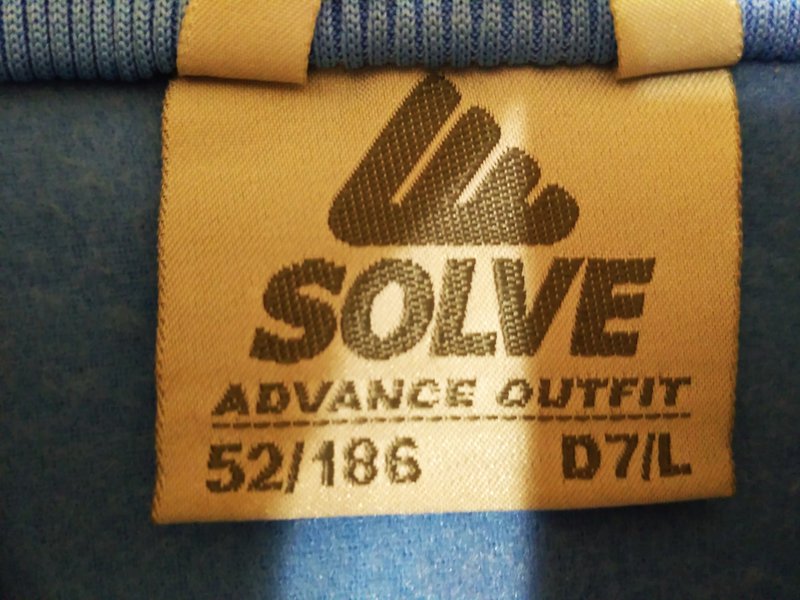 SOLVE
ADVANCE OUTFIT
52/186 D7/L